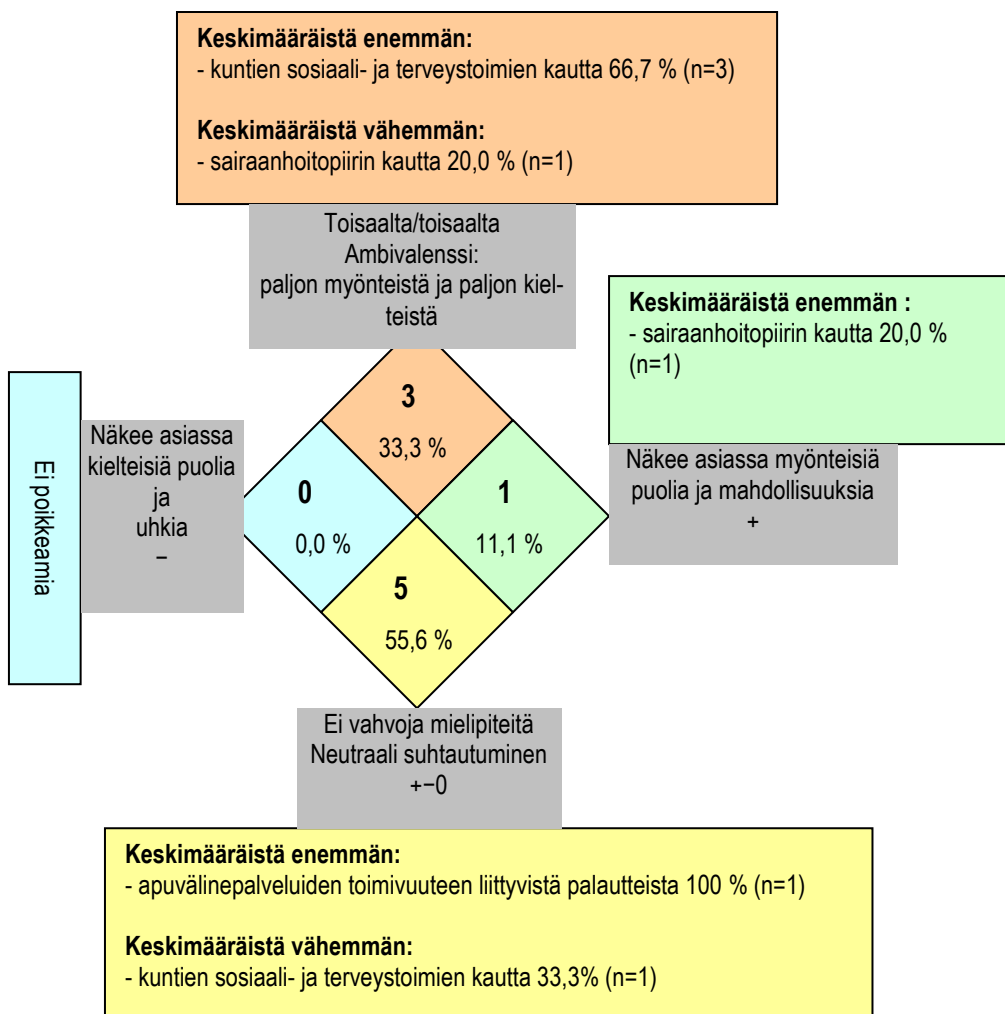 Keskimääräistä enemmän:
- kuntien sosiaali- ja terveystoimien kautta 66,7 % (n=3)
Keskimääräistä vähemmän:
- sairaanhoitopiirin kautta 20,0 % (n=1)
Toisaalta/toisaalta
Ambivalenssi:
paljon myönteistä ja paljon kiel-
teistä
Keskimääräistä enemmän :
- sairaanhoitopiirin kautta 20,0 %
(n=1)
Ei poikkeamia
Näkee asiassa
kielteisiä puolia
ja
uhkia
−
3
33,3 %
0
0,0 %
1
11,1 %
5
55,6 %
Näkee asiassa myönteisiä
puolia ja mahdollisuuksia
+
Ei vahvoja mielipiteitä
Neutraali suhtautuminen
+−0
Keskimääräistä enemmän:
- apuvälinepalveluiden toimivuuteen liittyvistä palautteista 100 % (n=1)
Keskimääräistä vähemmän:
- kuntien sosiaali- ja terveystoimien kautta 33,3% (n=1)